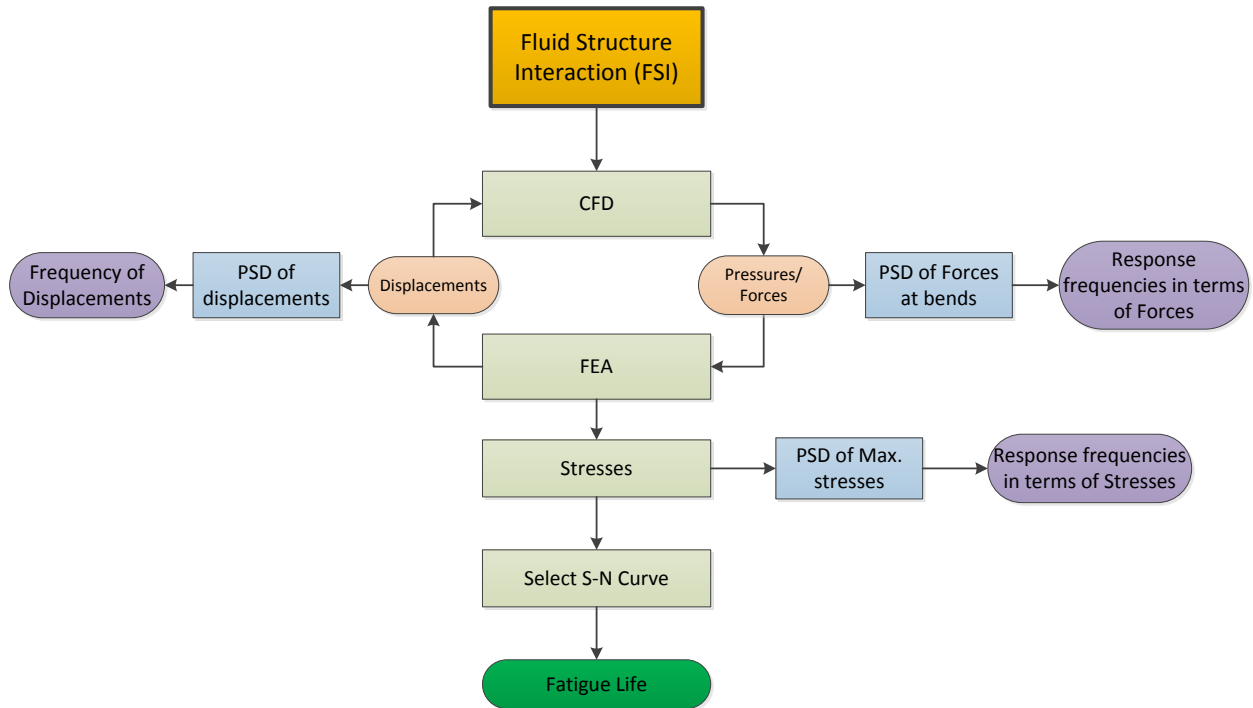 Fluid Structure
Interaction (FSI)
CFD
Frequency of
Displacements
PSD of
displacements
Displacements
Pressures/
Forces
PSD of Forces
at bends
Response
frequencies in terms
of Forces
FEA
Stresses
PSD of Max.
stresses
Response frequencies
in terms of Stresses
Select S-N Curve
Fatigue Life